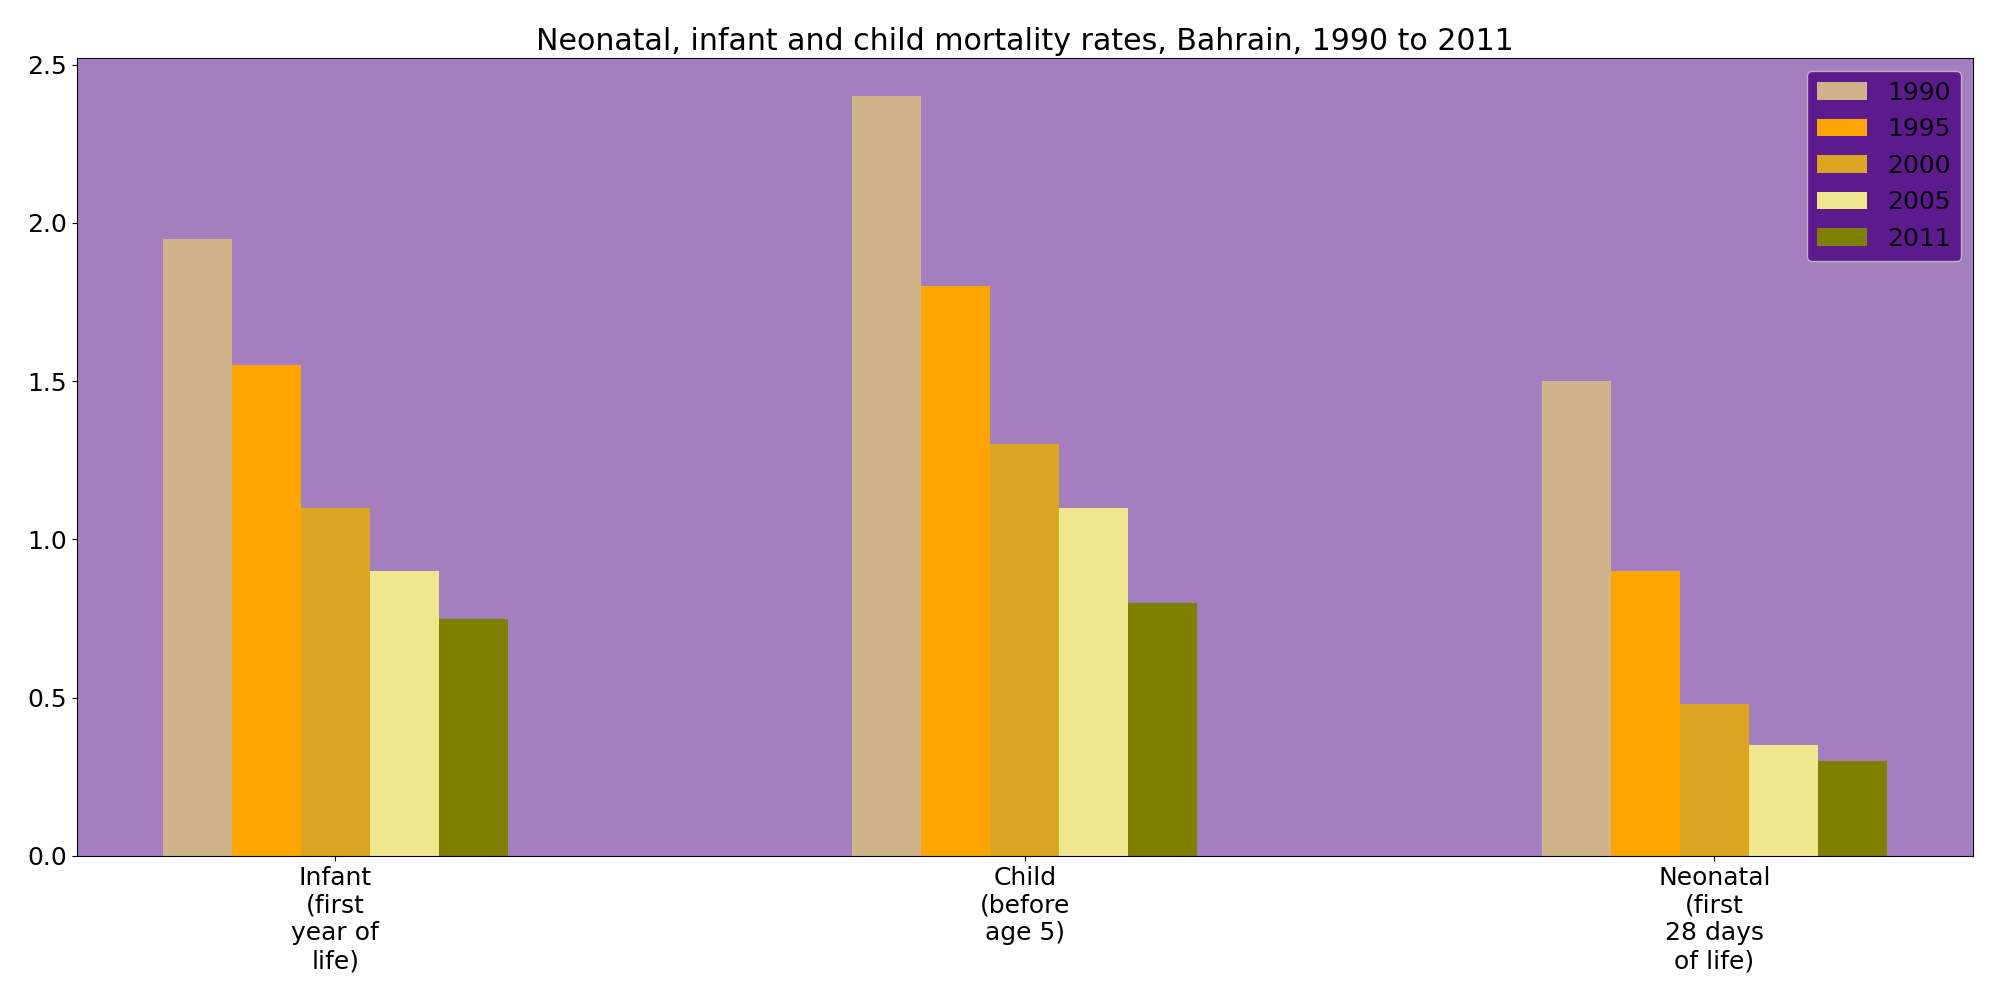 Neonatal, infant and child mortality rates, Bahrain, 1990 to 2011
2.5
2.0
1.5
1.0
0.5
0.0
1990
1995
2000
2005
2011
Infant
(first
year of
life)
Child
(before
age 5)
Neonatal
(first
28 days
of life)